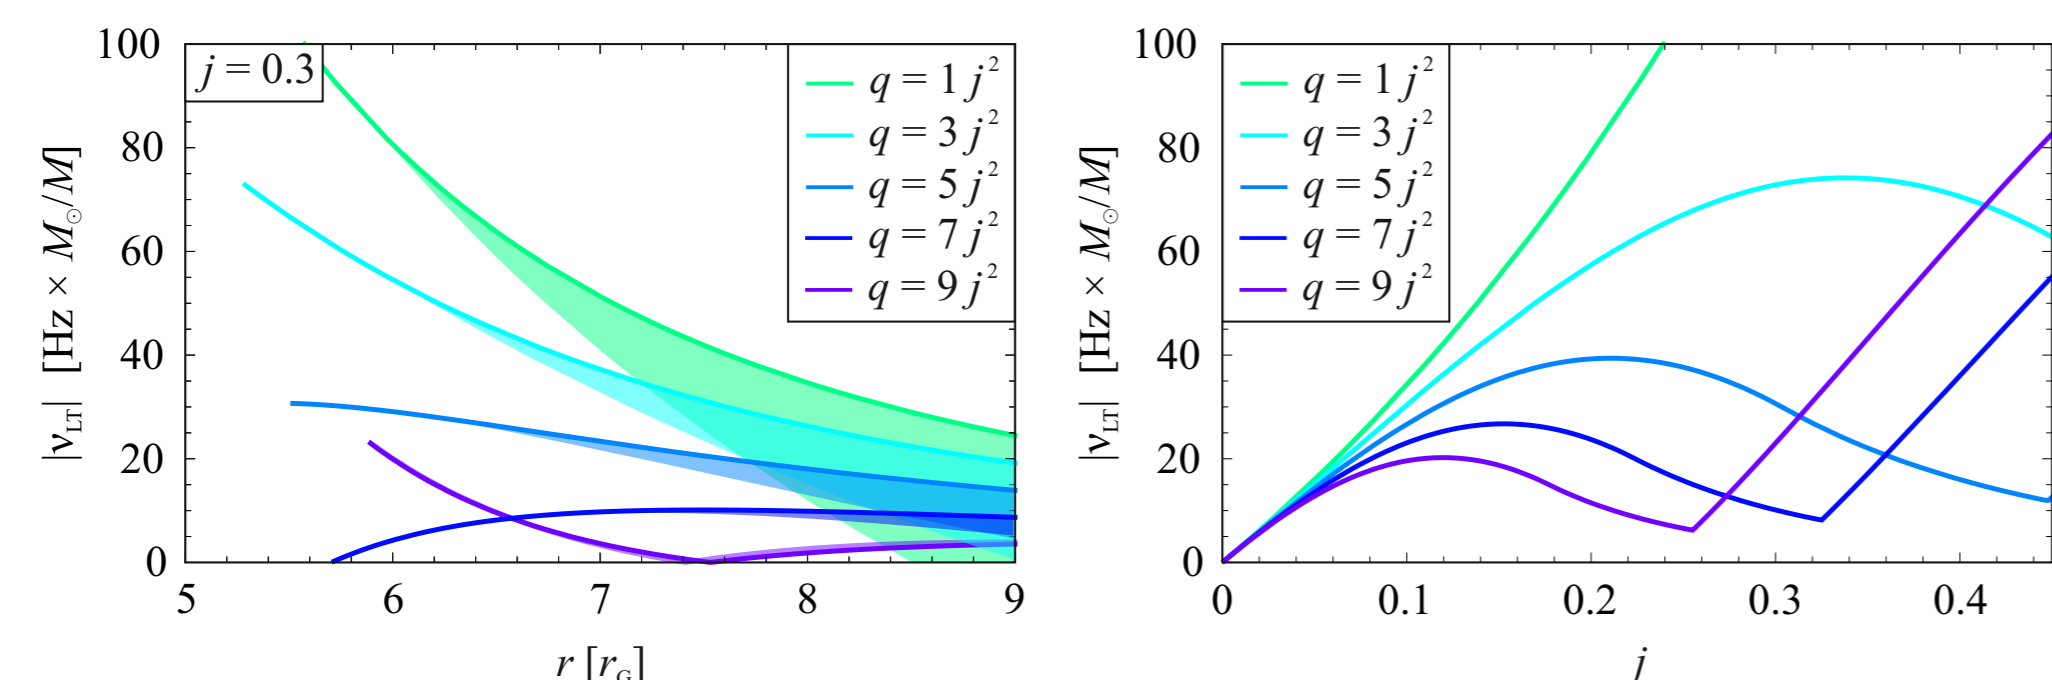 100
80
60
40
20
0
|ν_LT| [Hz × M_⊙/M]
j = 0.3
q = 1 j²
q = 3 j²
q = 5 j²
q = 7 j²
q = 9 j²
5 6 7 8 9
r [r_G]
100
80
60
40
20
0
|ν_LT| [Hz × M_⊙/M]
q = 1 j²
q = 3 j²
q = 5 j²
q = 7 j²
q = 9 j²
0 0.1 0.2 0.3 0.4
j